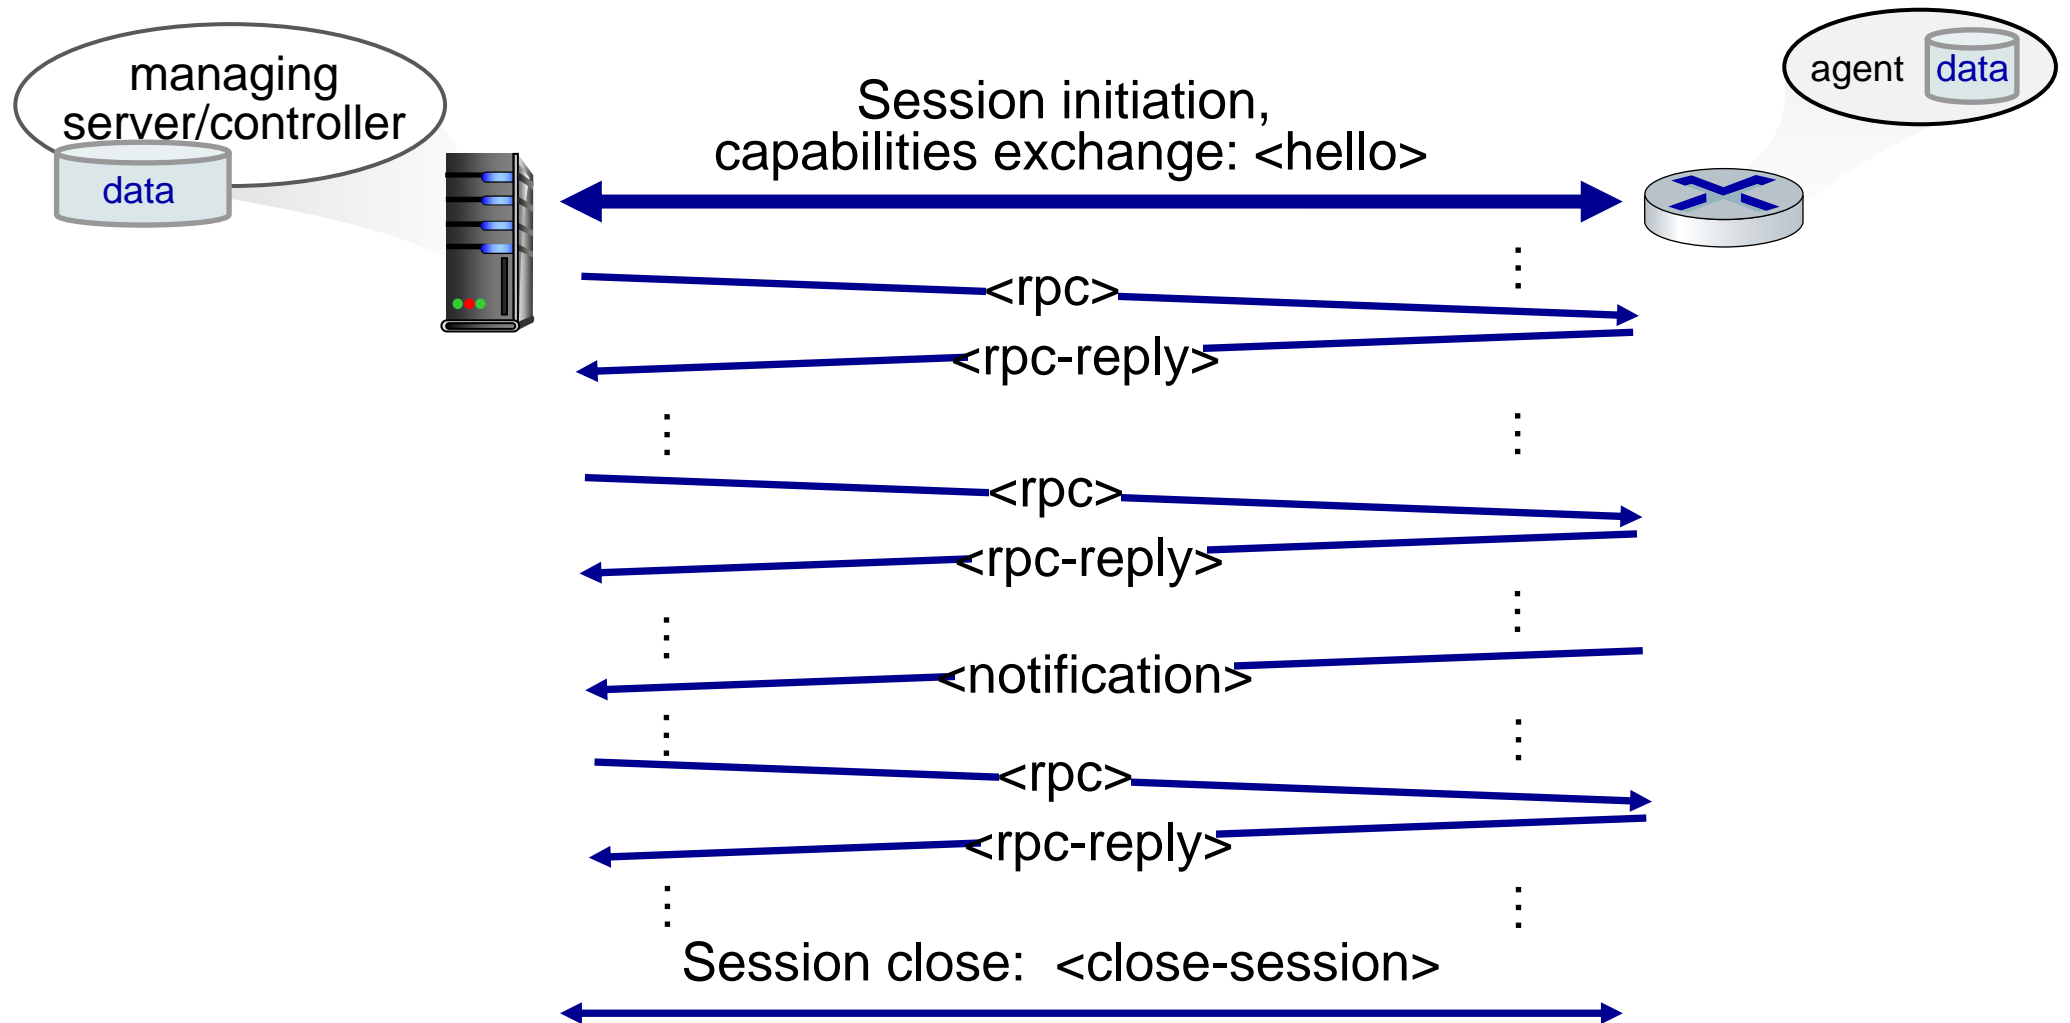 managing
server/controller
data
agent
data
Session initiation,
capabilities exchange: <hello>
<rpc>
<rpc-reply>
<rpc>
<rpc-reply>
<notification>
<rpc>
<rpc-reply>
Session close:  <close-session>